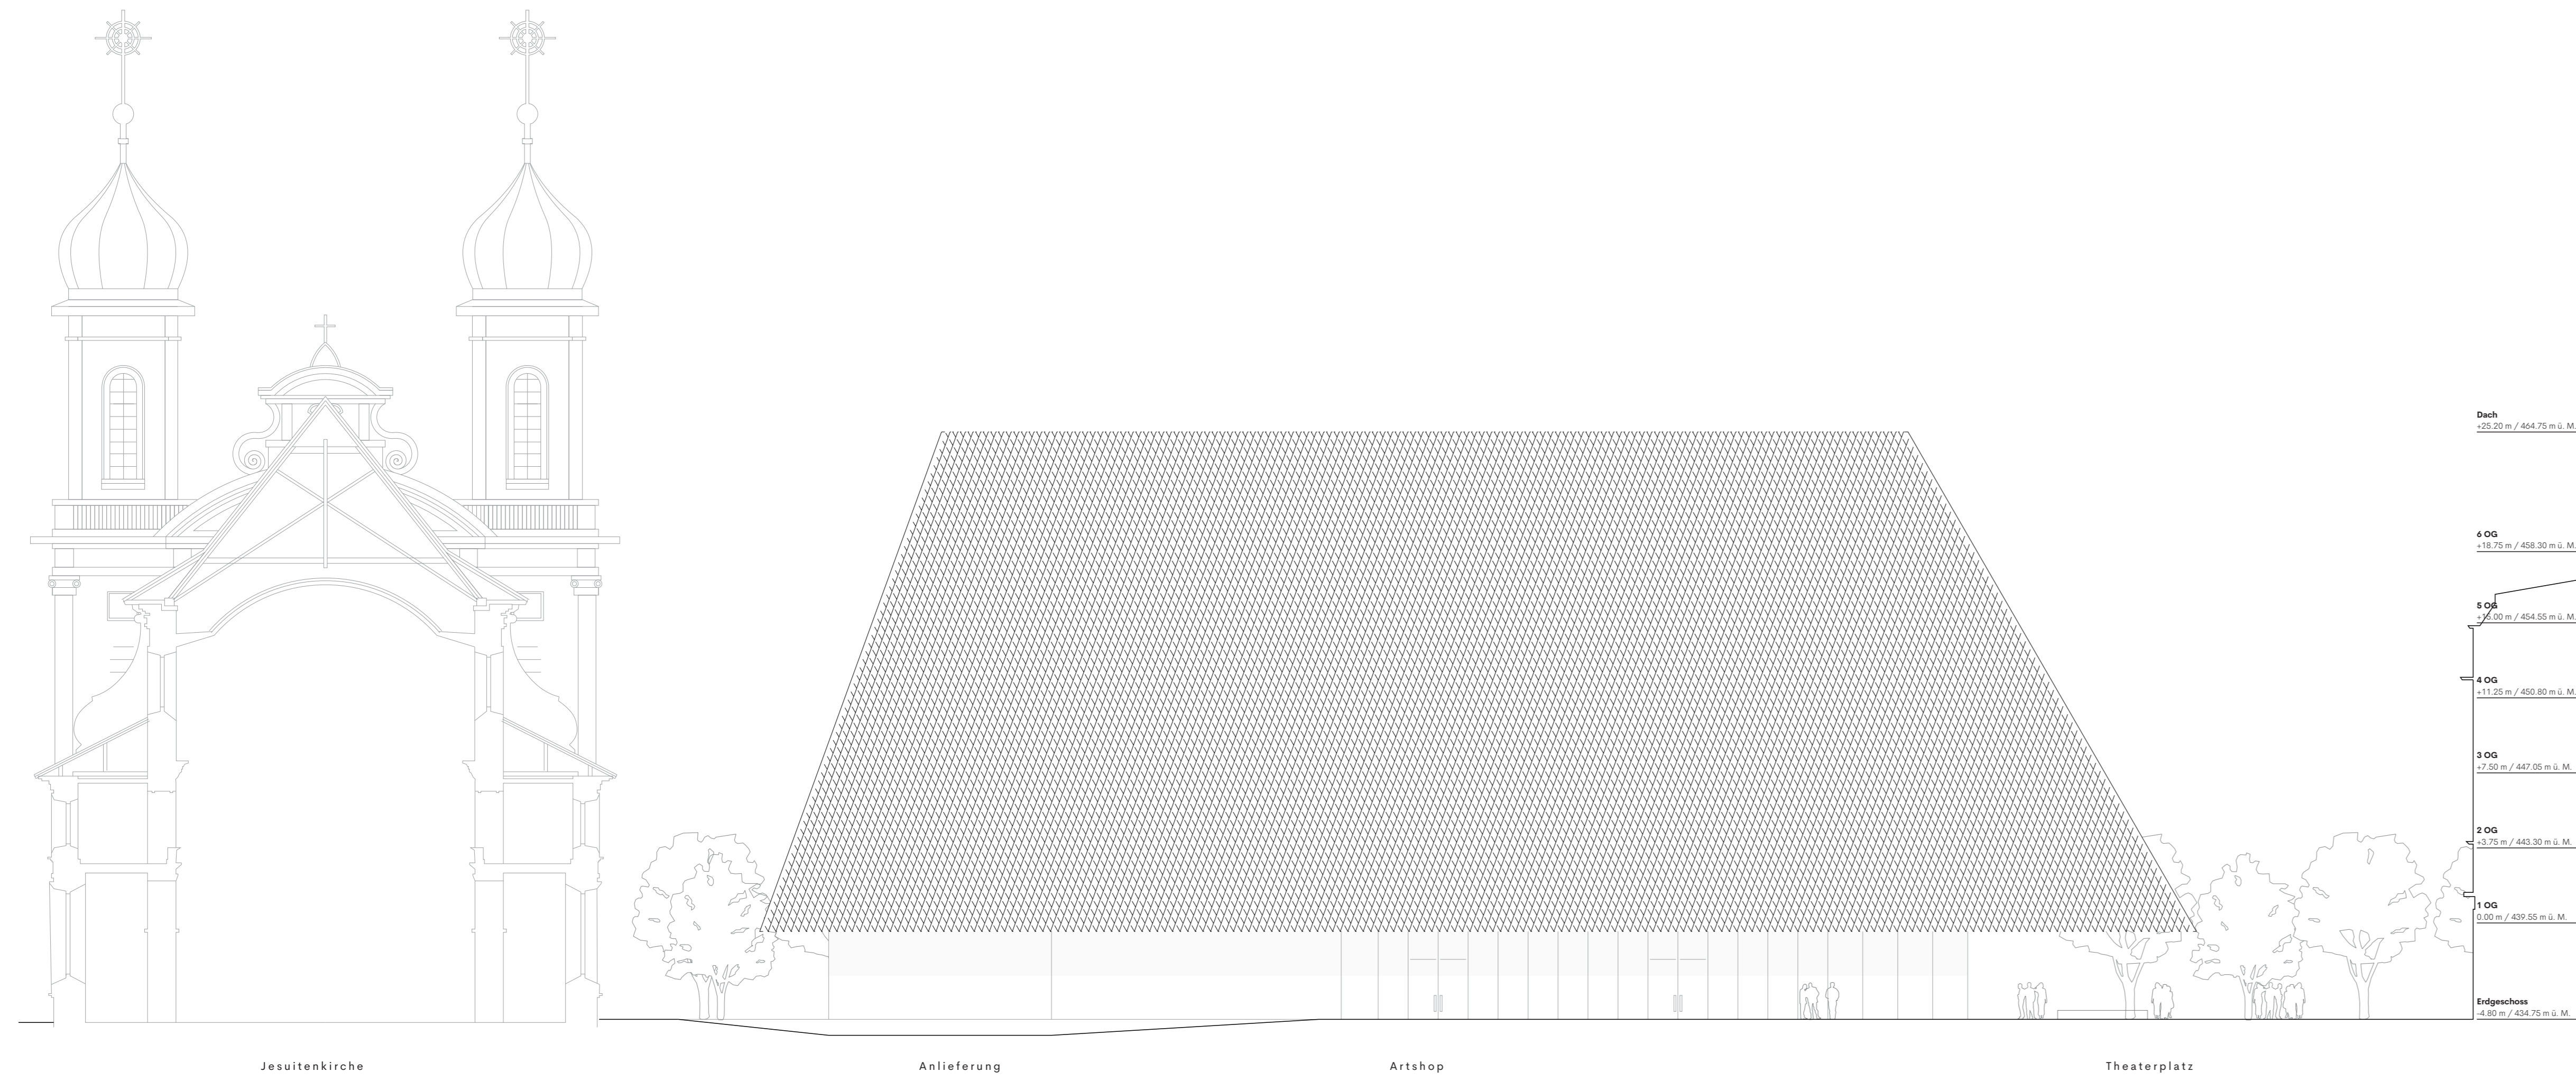 Dach
+25.20 m / 464.75 m ü. M.
6 OG
+18.75 m / 458.30 m ü. M.
5 OG
+15.00 m / 454.55 m ü. M.
4 OG
+11.25 m / 450.80 m ü. M.
3 OG
+7.50 m / 447.05 m ü. M.
2 OG
+3.75 m / 443.30 m ü. M.
1 OG
0.00 m / 439.55 m ü. M.
Erdgeschoss
-4.80 m / 434.75 m ü. M.
Jesuitenkirche
Anlieferung
Artshop
Theaterplatz